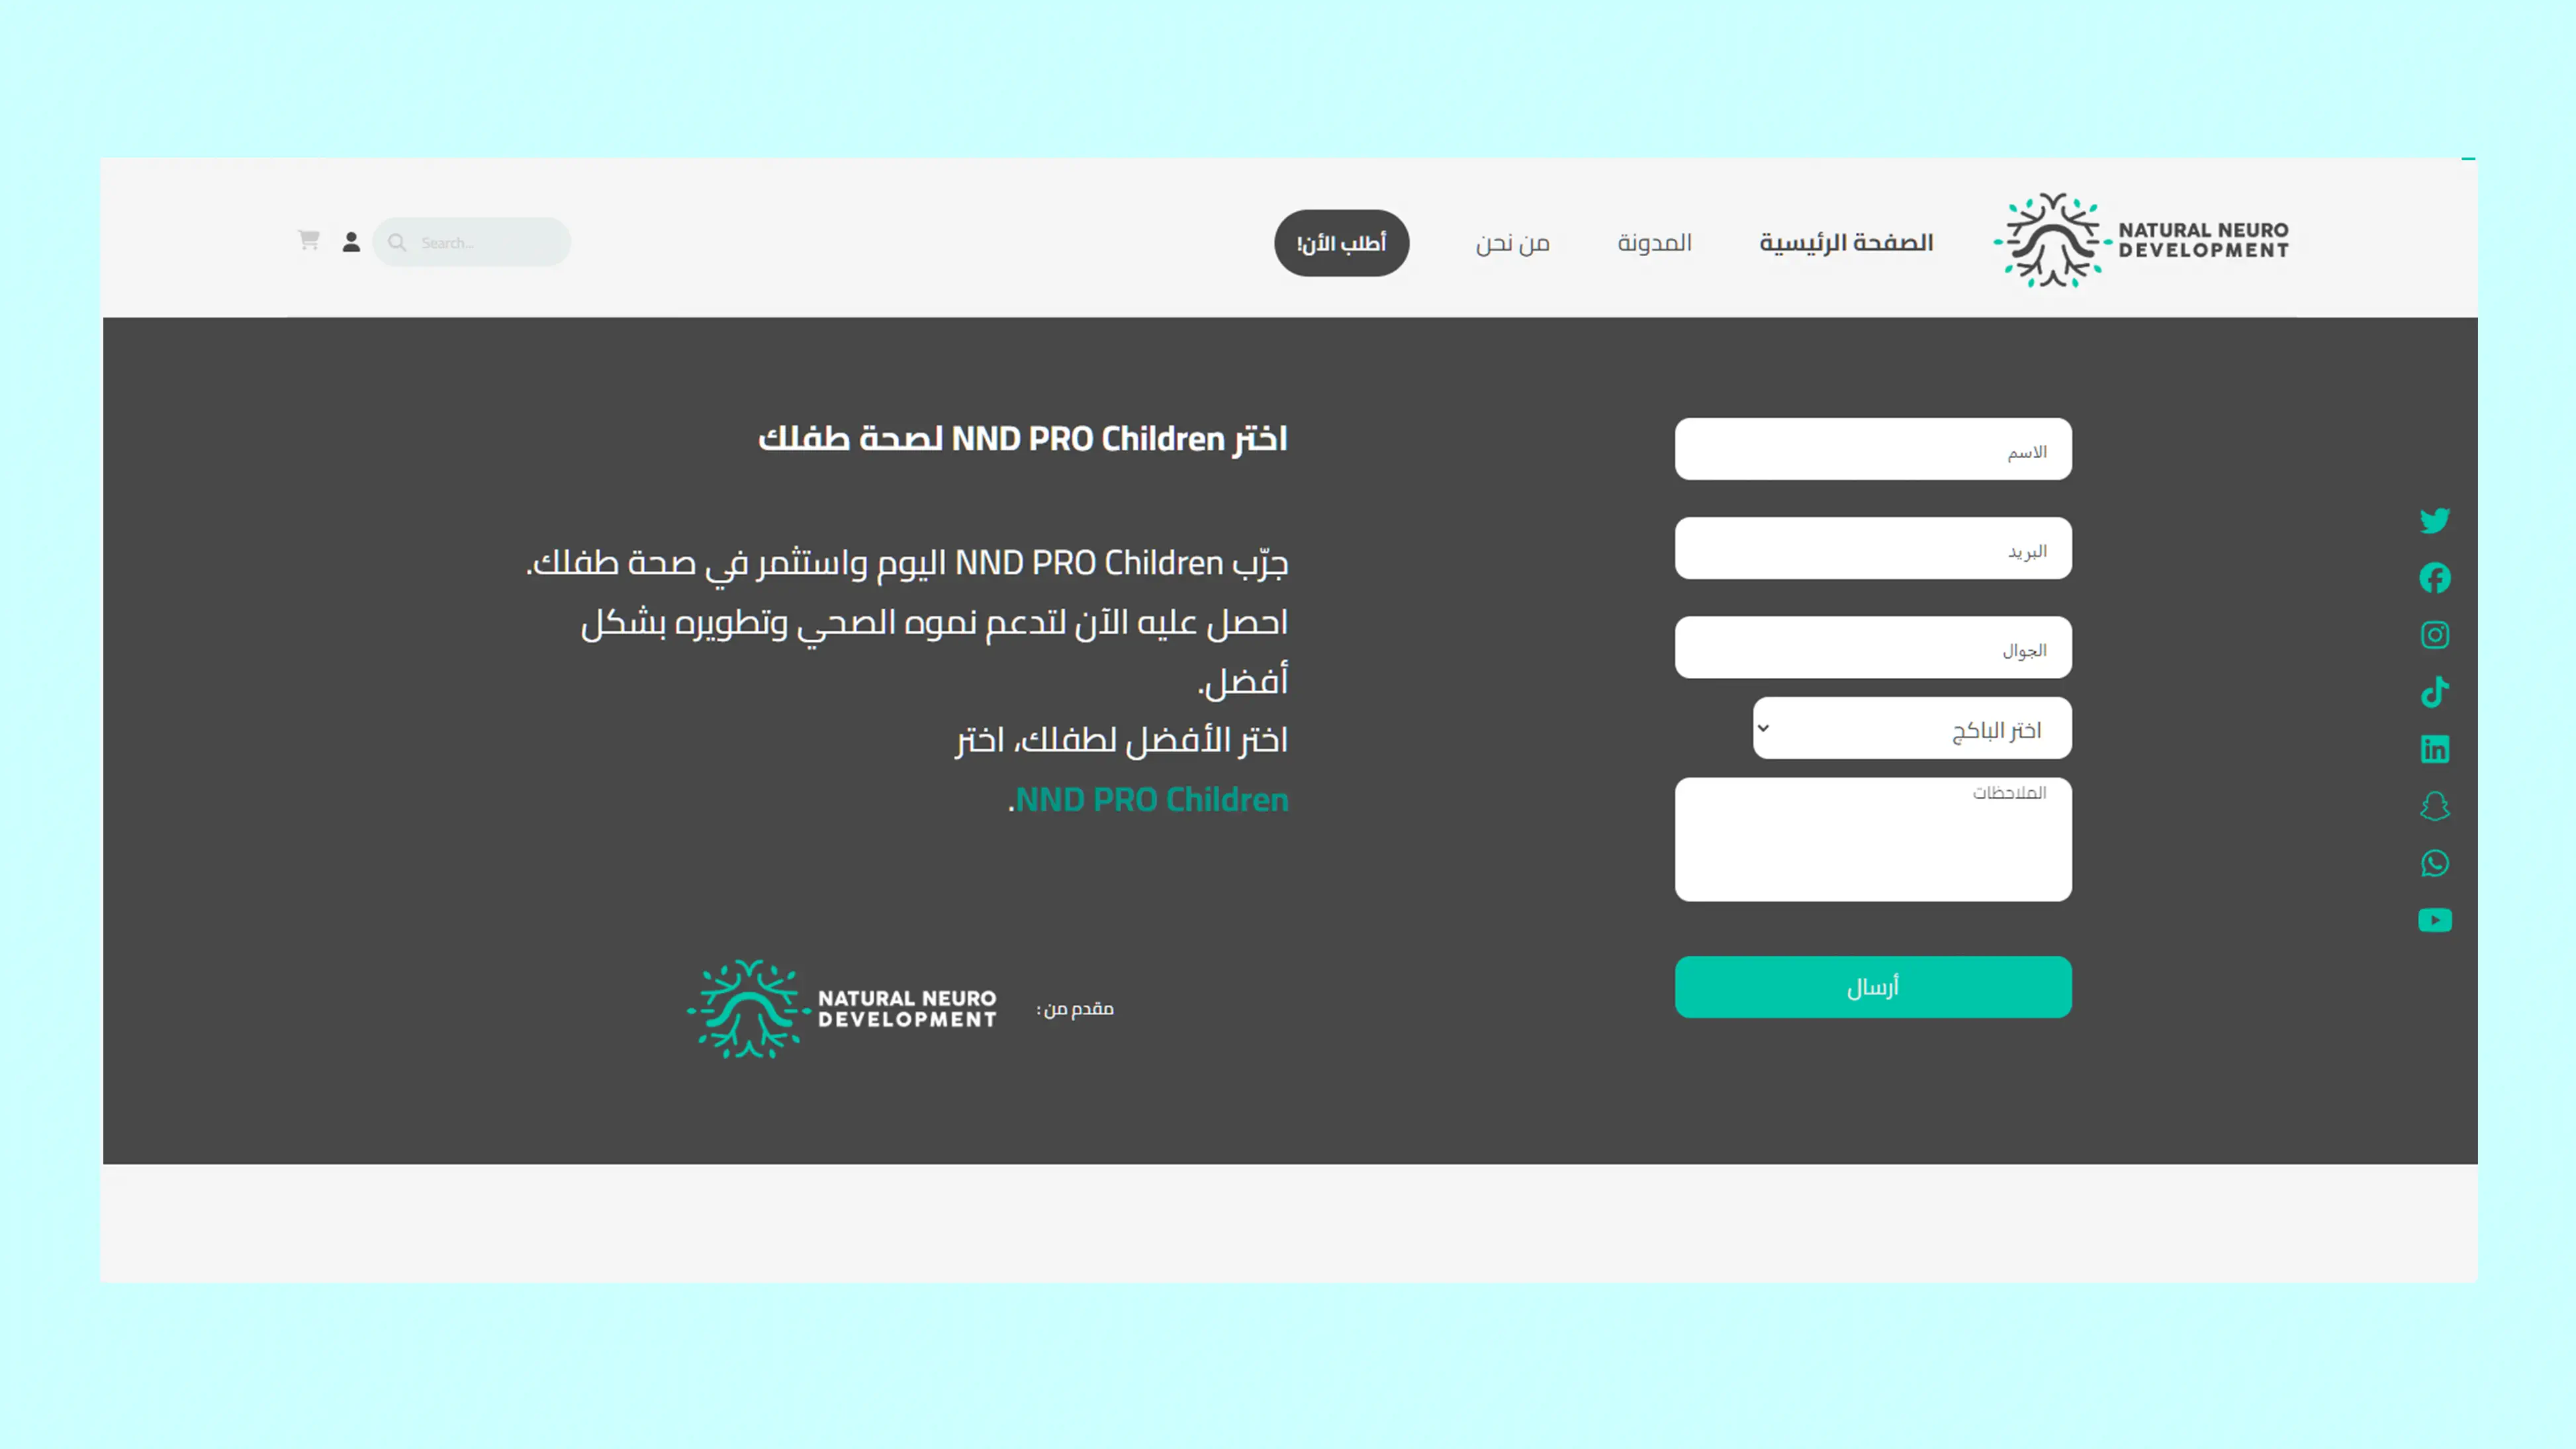 NATURAL NEURO
DEVELOPMENT
الصفحة الرئيسية
المدونة
من نحن
أطلب الأن!
Search...
الاسم
البريد
الجوال
اختر الباكج
الملاحظات
أرسال
اختر NND PRO Children لصحة طفلك
جرّب NND PRO Children اليوم واستثمر في صحة طفلك.
احصل عليه الآن لتدعم نموه الصحي وتطويره بشكل
أفضل.
اختر الأفضل لطفلك، اختر
NND PRO Children.
مقدم من :
NATURAL NEURO
DEVELOPMENT